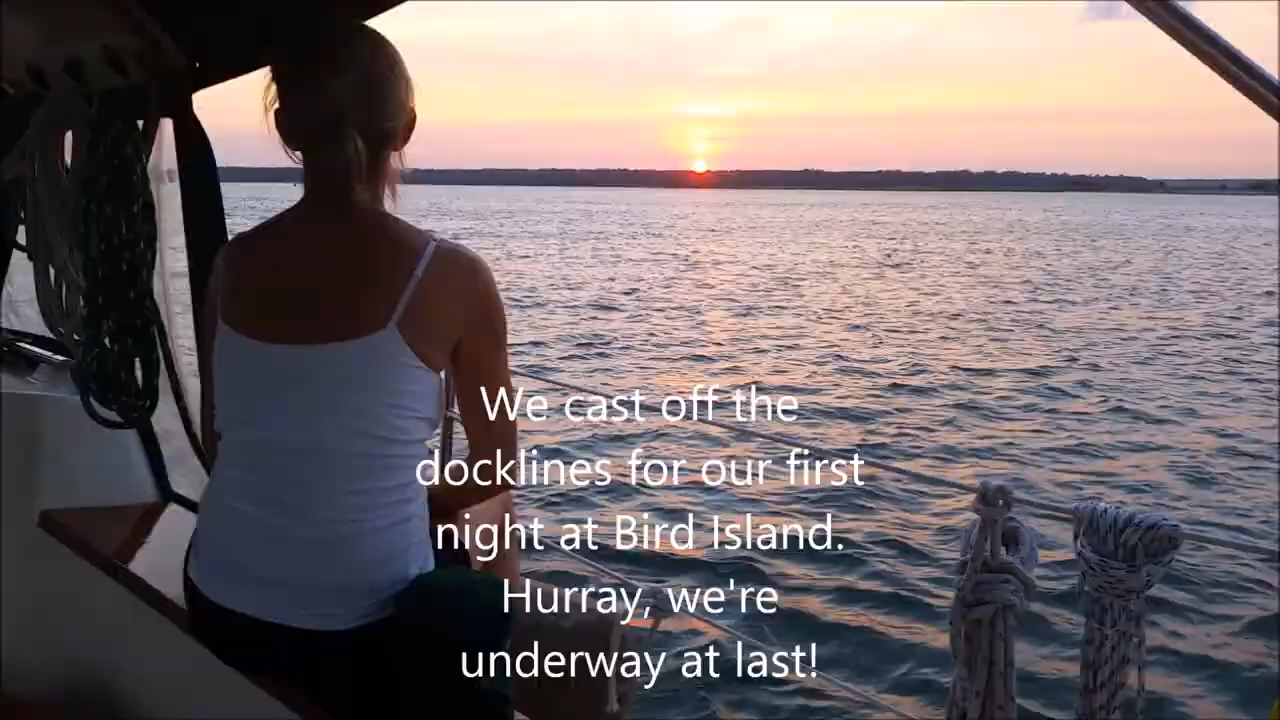 We cast off the
docklines for our first
night at Bird Island.
Hurray, we're
underway at last!